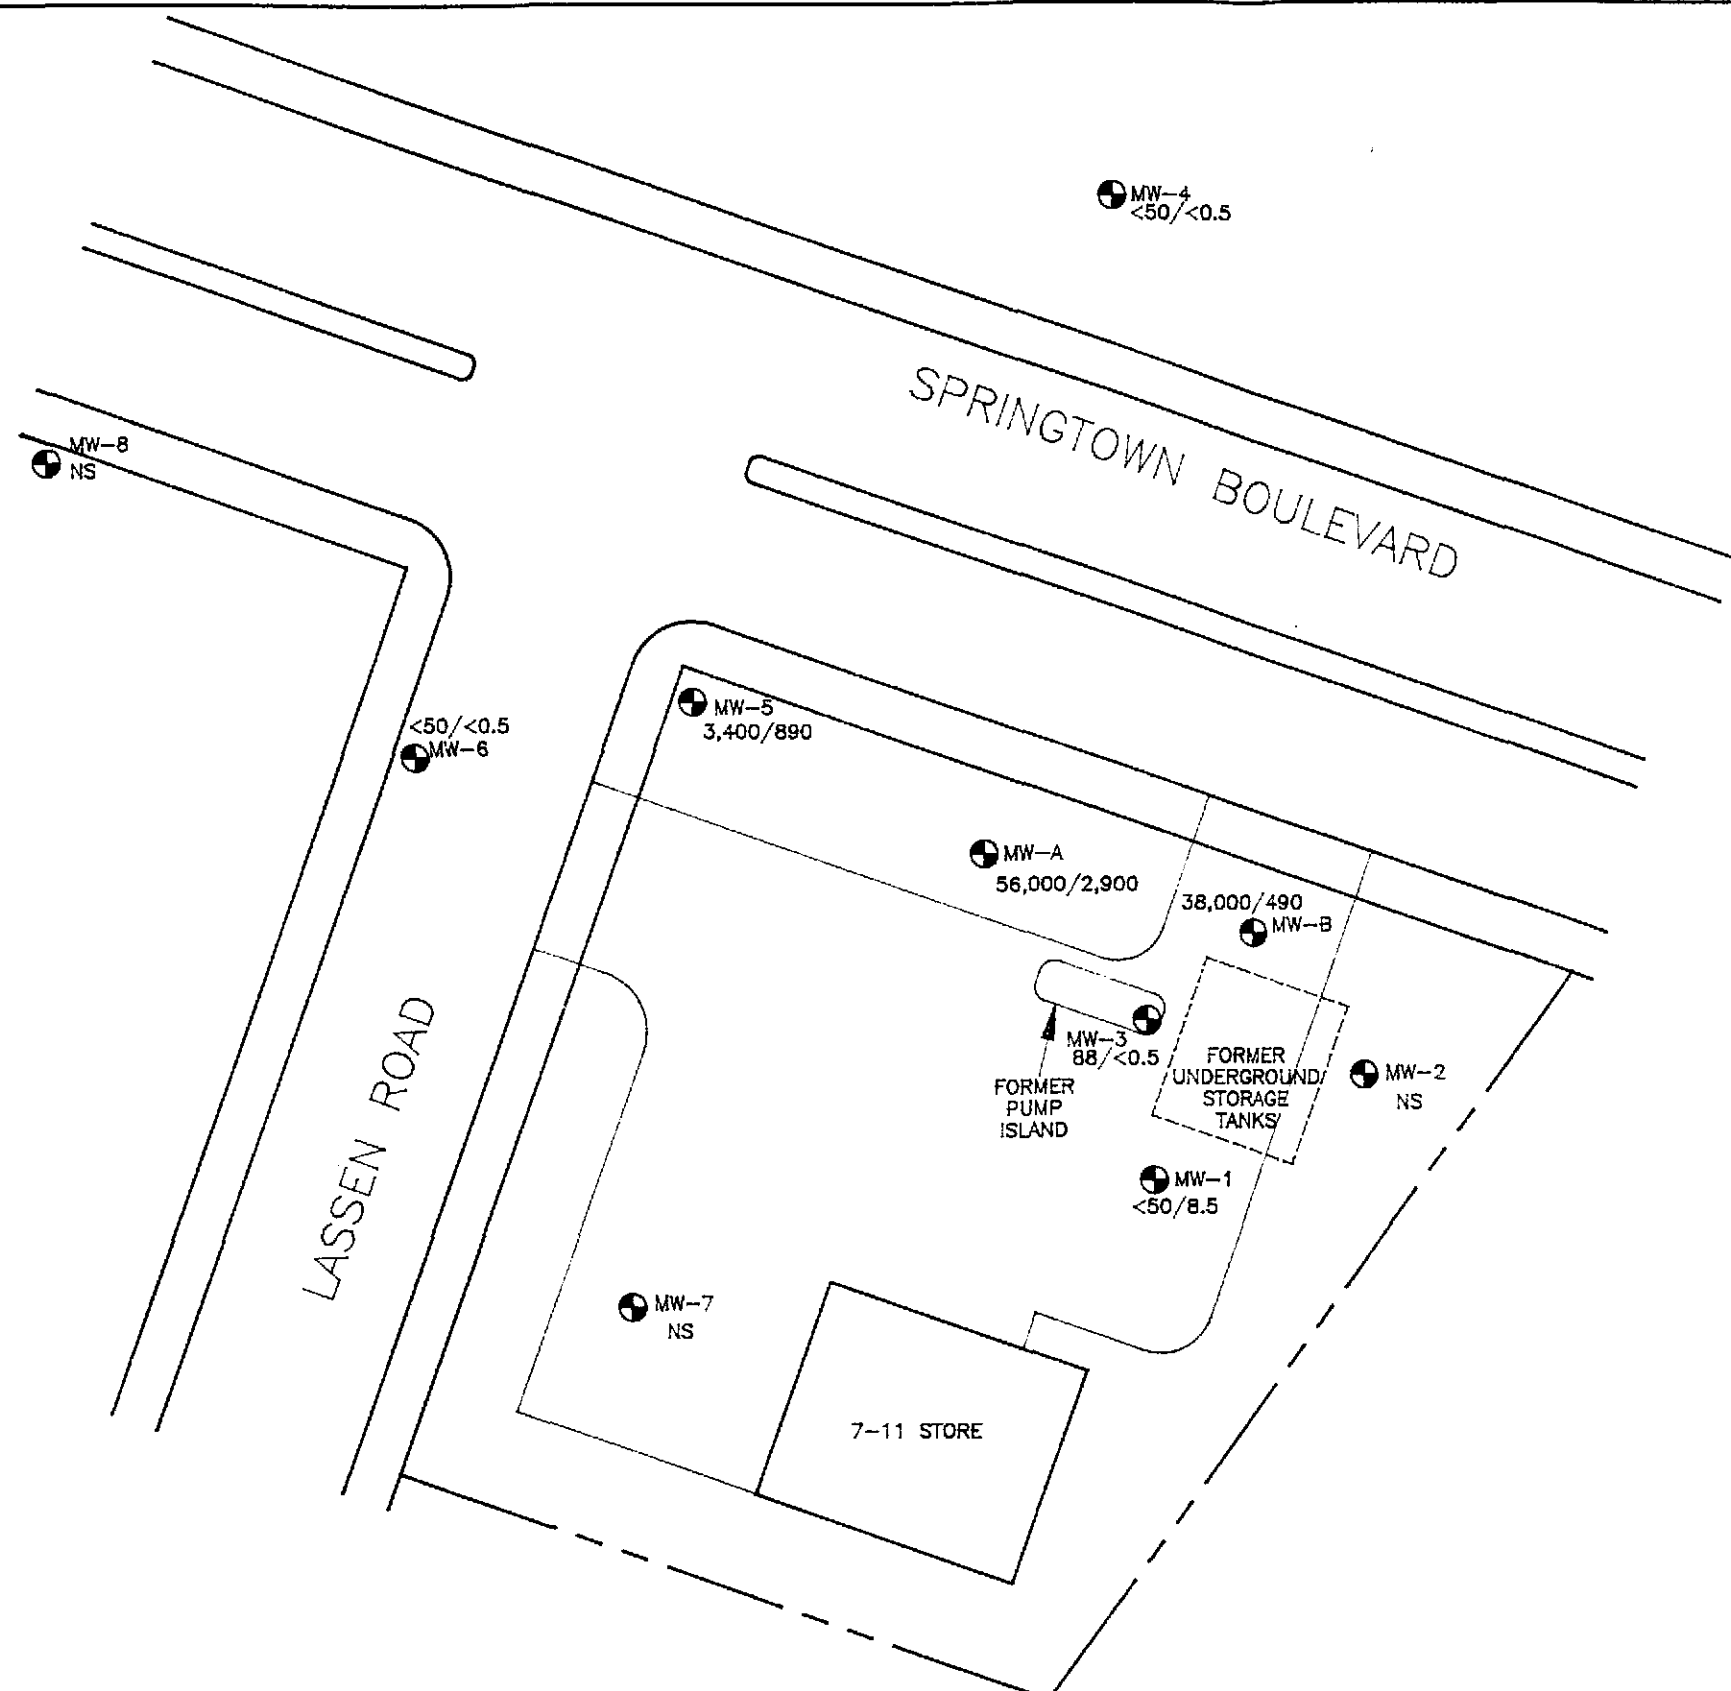 MW-4
<50/<0.5
SPRINGTOWN BOULEVARD
MW-8
NS
MW-5
3,400/890
<50/<0.5
MW-6
MW-A
56,000/2,900
38,000/490
MW-B
MW-3
88/<0.5
FORMER
PUMP
ISLAND
FORMER
UNDERGROUND
STORAGE
TANKS
MW-2
NS
MW-1
<50/8.5
LASSEN ROAD
MW-7
NS
7-11 STORE